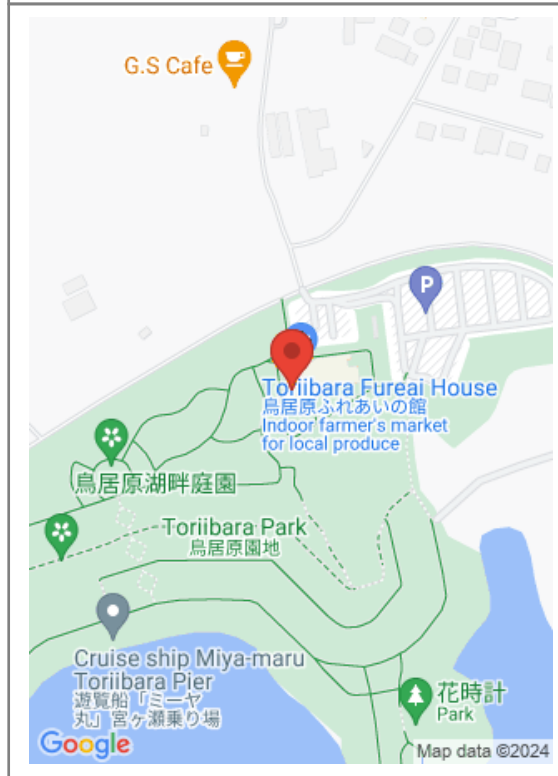 G.S Cafe
P
Toriibara Fureai House
鳥居原ふれあいの館
Indoor farmer's market
for local produce
鳥居原湖畔庭園
Toriibara Park
鳥居原園地
Cruise ship Miya-maru
Toriibara Pier
遊覧船「ミーヤ
丸」宮ヶ瀬乗り場
花時計
Park
Google
Map data ©2024